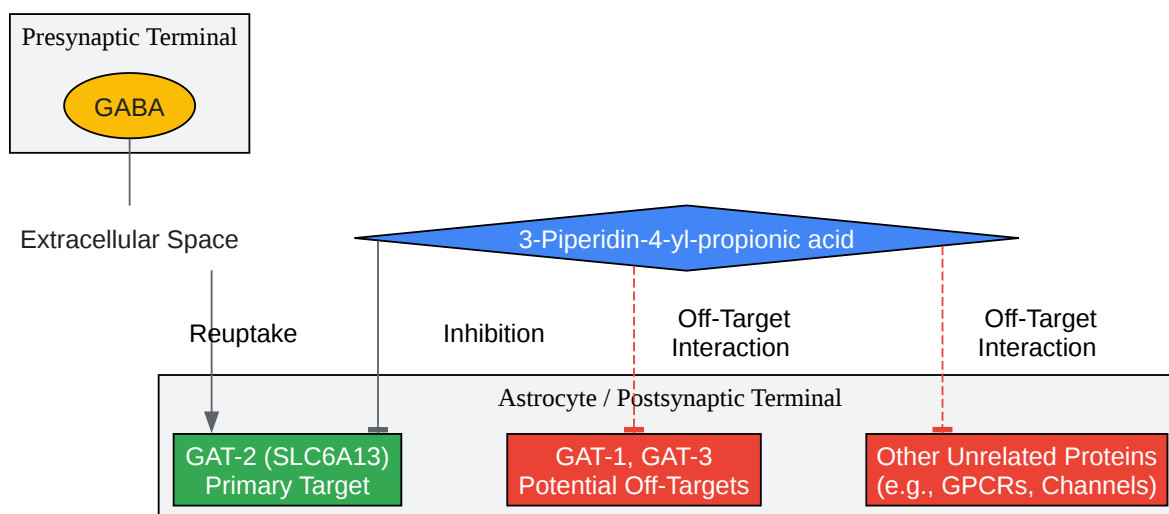 Presynaptic Terminal
GABA
Extracellular Space
3-Piperidin-4-yl-propionic acid
Reuptake
Inhibition
Off-Target
Interaction
Off-Target
Interaction
Astrocyte / Postsynaptic Terminal
GAT-2 (SLC6A13)
Primary Target
GAT-1, GAT-3
Potential Off-Targets
Other Unrelated Proteins
(e.g., GPCRs, Channels)